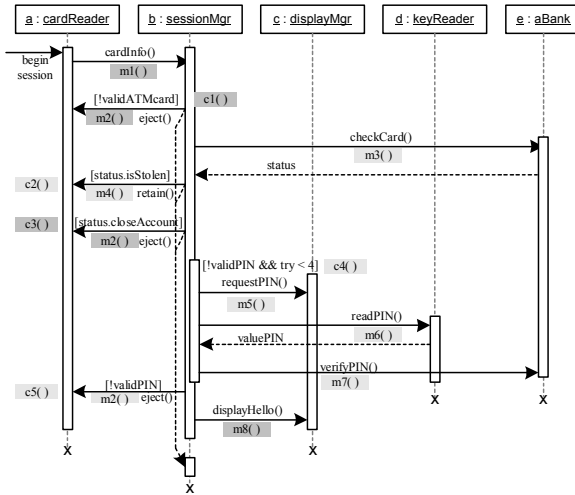 a : cardReader b : sessionMgr c : displayMgr d : keyReader e : aBank
begin
session
cardInfo()
m1( )
[!validATMcard] c1( )
m2( ) eject()
checkCard()
m3( )
status
c2( ) [status.isStolen]
m4( ) retain()
c3( ) [status.closeAccount]
m2( ) eject()
[!validPIN && try < 4] c4( )
requestPIN()
m5( )
readPIN()
m6( )
valuePIN
verifyPIN()
m7( )
c5( ) [!validPIN]
m2( ) eject()
displayHello()
m8( )
X X X X
X